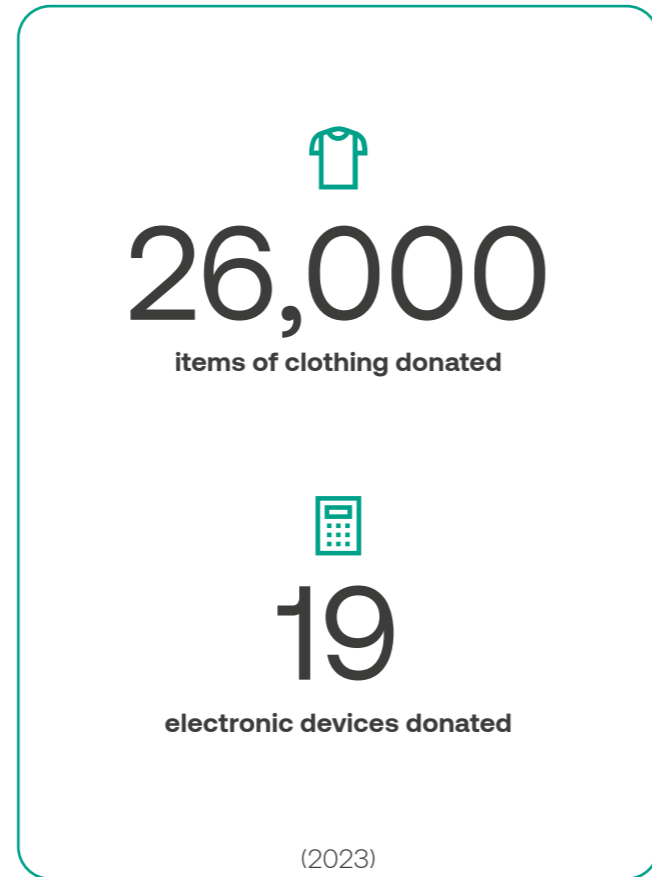 26,000
items of clothing donated
19
electronic devices donated
(2023)